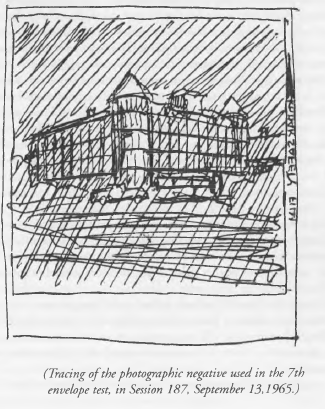 (Tracing of the photographic negative used in the 7th
envelope test, in Session 187, September 13,1965.)